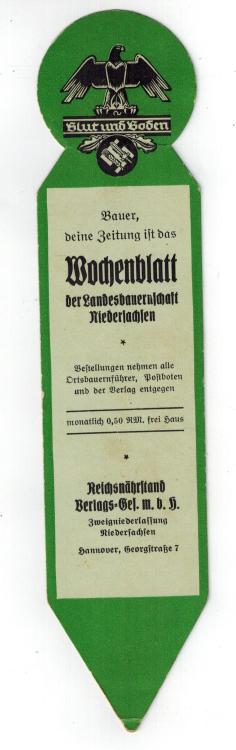 Blut und Boden
Bauer,
deine Zeitung ist das
Wochenblatt
der Landesbauernschaft
Niedersachsen
Bestellungen nehmen alle
Ortsbauernführer, Postboten
und der Verlag entgegen
monatlich 0,50 RM. frei Haus
Reichsnährstand
Verlags-Ges. m. b. H.
Zweigniederlassung
Niedersachsen
Hannover, Georgstraße 7